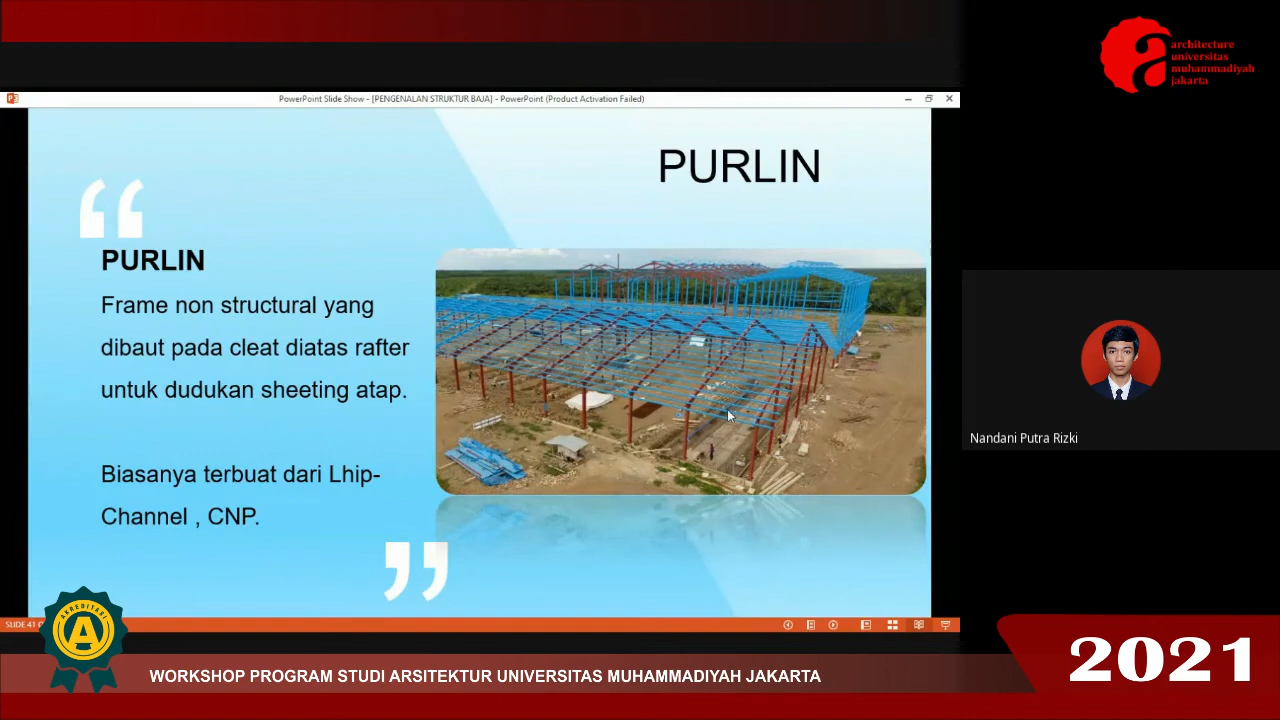 architecture
universitas
muhammadiyah
jakarta
PowerPoint Slide Show - [PENGENALAN STRUKTUR BAJA] - PowerPoint (Product Activation Failed)
PURLIN
PURLIN
Frame non structural yang
dibaut pada cleat diatas rafter
untuk dudukan sheeting atap.
Biasanya terbuat dari Lhip-
Channel , CNP.
Nandani Putra Rizki
SLIDE 41
AKREDITASI
A
WORKSHOP PROGRAM STUDI ARSITEKTUR UNIVERSITAS MUHAMMADIYAH JAKARTA
2021